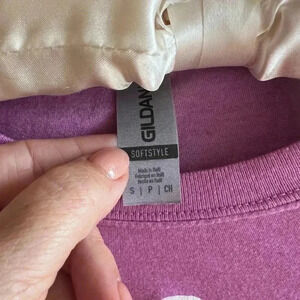 GILDAN
SOFTSTYLE
Made in Haiti
Fabriqué en Haïti
Hecho en Haití
S | P | CH